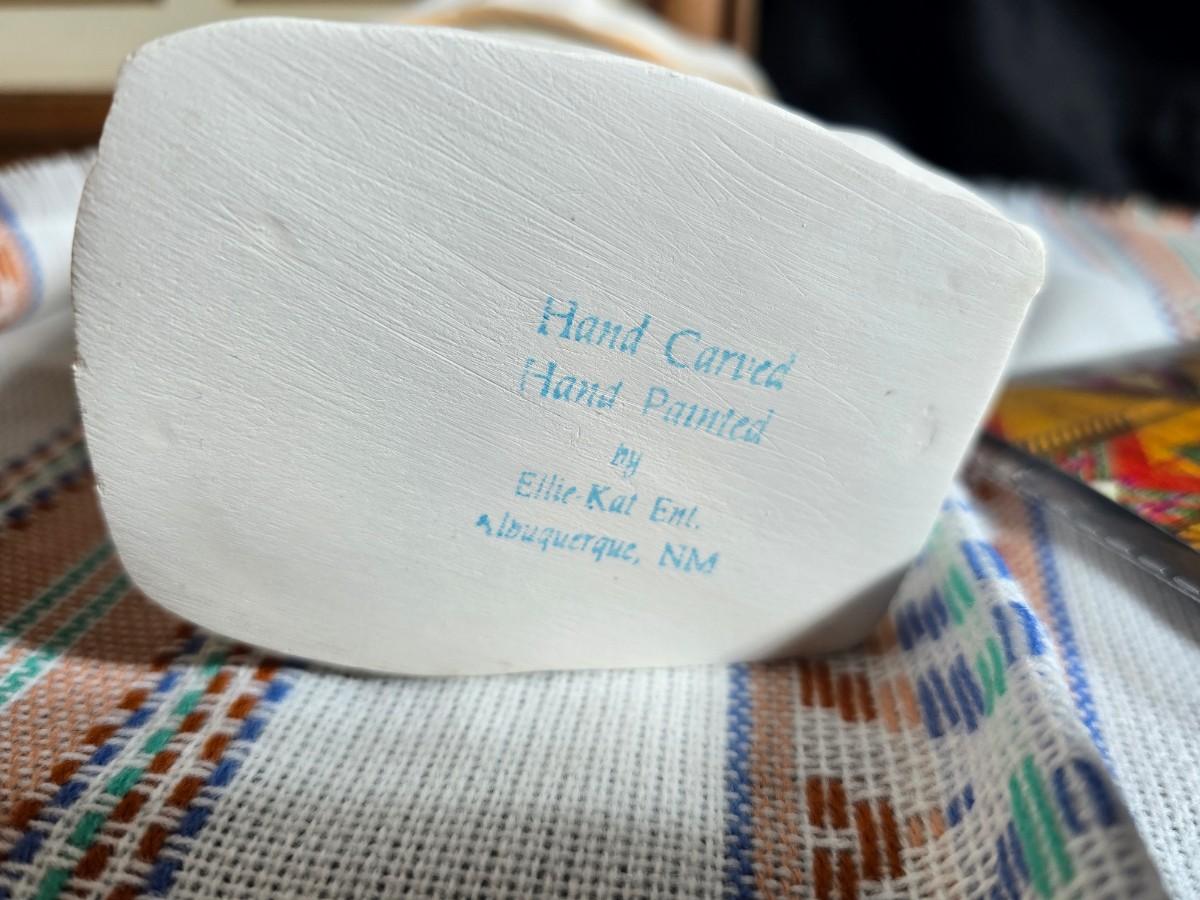 Hand Carved
Hand Painted
by
Ellie-Kat Ent.
Albuquerque, NM